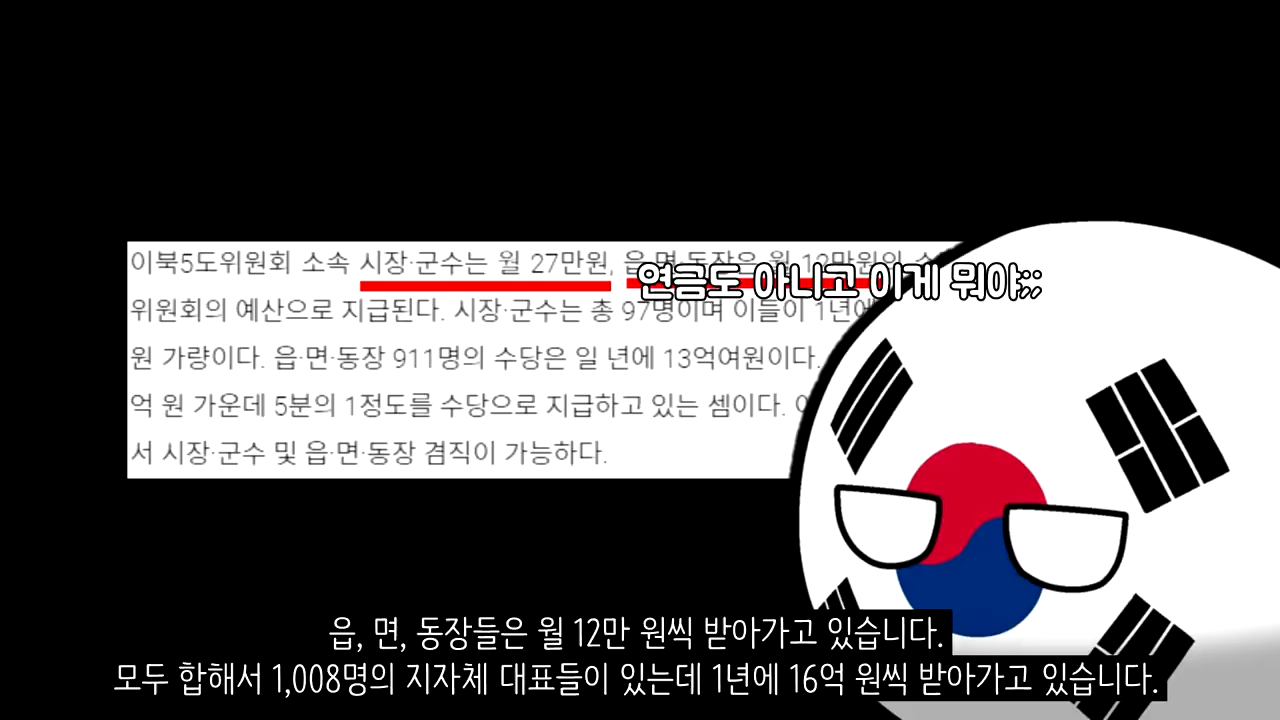 이북5도위원회 소속 시장·군수는 월 27만원, 읍·면·동장은 월 12만원의
연금도 아니고 이게 뭐야;;
위원회의 예산으로 지급된다. 시장·군수는 총 97명이며 이들이 1년에
원 가량이다. 읍·면·동장 911명의 수당은 일 년에 13억여원이다.
억 원 가운데 5분의 1정도를 수당으로 지급하고 있는 셈이다.
서 시장·군수 및 읍·면·동장 겸직이 가능하다.
읍, 면, 동장들은 월 12만 원씩 받아가고 있습니다.
모두 합해서 1,008명의 지자체 대표들이 있는데 1년에 16억 원씩 받아가고 있습니다.